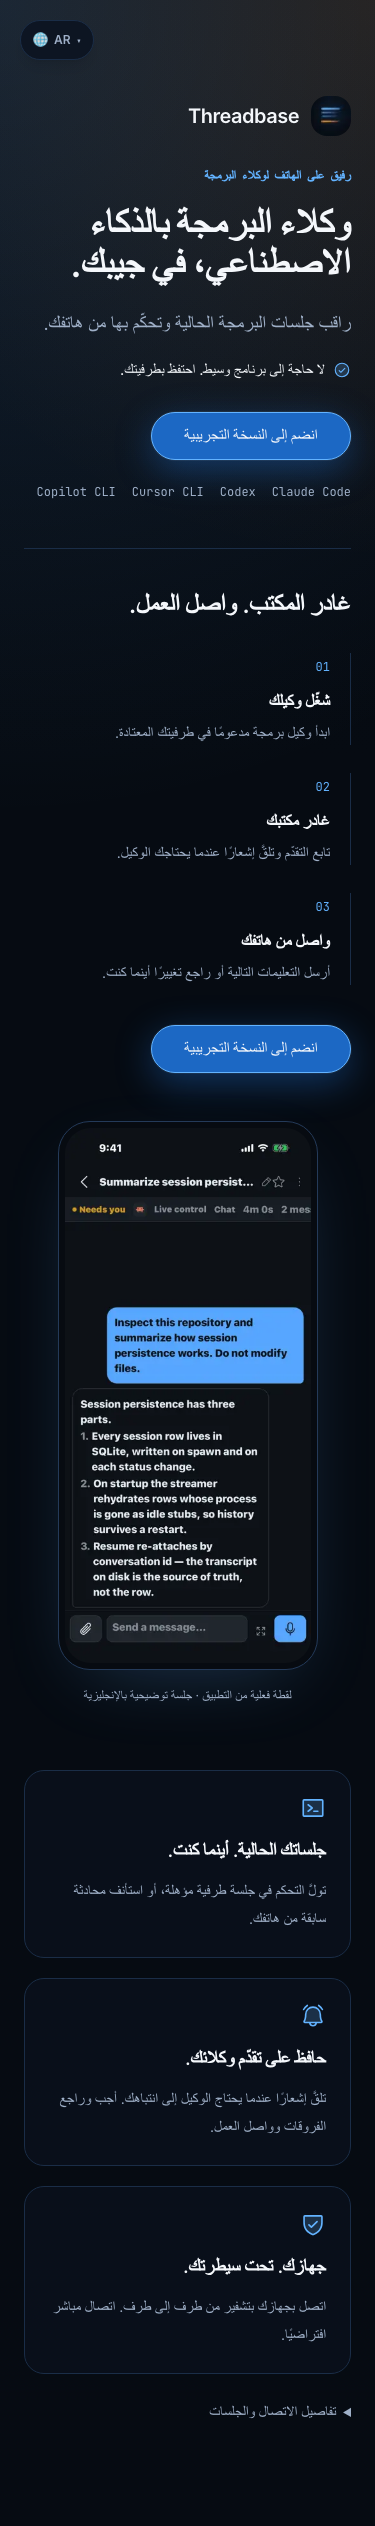 AR
Threadbase
رفيق على الهاتف لوكلاء البرمجة
وكلاء البرمجة بالذكاء
الاصطناعي، في جيبك.
راقب جلسات البرمجة الحالية وتحكّم بها من هاتفك.
لا حاجة إلى برنامج وسيط. احتفظ بطرفيتك.
انضم إلى النسخة التجريبية
Claude Code Codex Cursor CLI Copilot CLI
غادر المكتب. واصل العمل.
01
شغّل وكيلك
ابدأ وكيل برمجة مدعومًا في طرفيتك المعتادة.
02
غادر مكتبك
تابع التقدّم وتلقَّ إشعارًا عندما يحتاجك الوكيل.
03
واصل من هاتفك
أرسل التعليمات التالية أو راجع تغييرًا أينما كنت.
انضم إلى النسخة التجريبية
9:41
Summarize session persist...
Needs you Live control Chat 4m 0s 2 mes
Inspect this repository and
summarize how session
persistence works. Do not modify
files.
Session persistence has three
parts.
1. Every session row lives in
SQLite, written on spawn and on
each status change.
2. On startup the streamer
rehydrates rows whose process
is gone as idle stubs, so history
survives a restart.
3. Resume re-attaches by
conversation id — the transcript
on disk is the source of truth,
not the row.
Send a message...
لقطة فعلية من التطبيق · جلسة توضيحية بالإنجليزية
جلساتك الحالية. أينما كنت.
تولَّ التحكم في جلسة طرفية مؤهلة، أو استأنف محادثة
سابقة من هاتفك.
حافظ على تقدّم وكلائك.
تلقَّ إشعارًا عندما يحتاج الوكيل إلى انتباهك. أجب وراجع
الفروقات وواصل العمل.
جهازك. تحت سيطرتك.
اتصل بجهازك بتشفير من طرف إلى طرف. اتصال مباشر
افتراضيًا.
تفاصيل الاتصال والجلسات